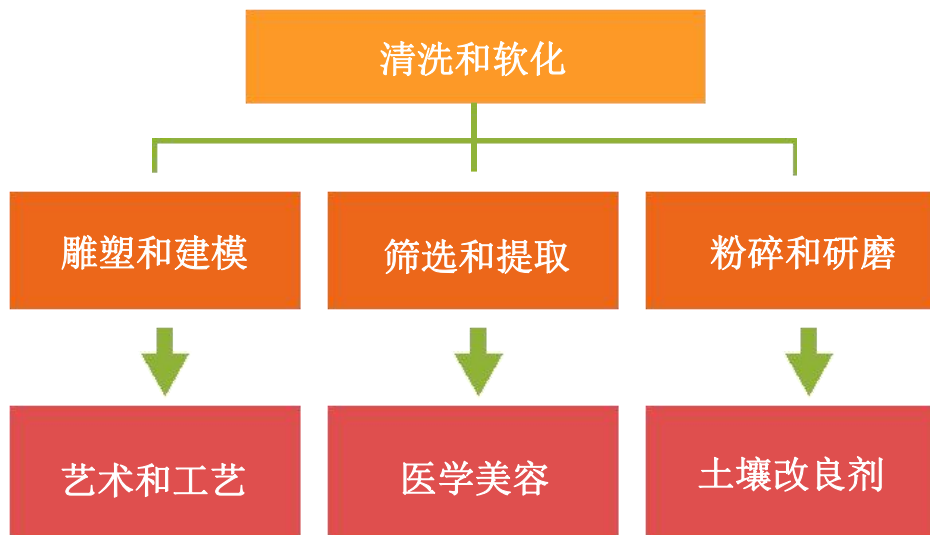 清洗和软化
雕塑和建模
筛选和提取
粉碎和研磨
艺术和工艺
医学美容
土壤改良剂